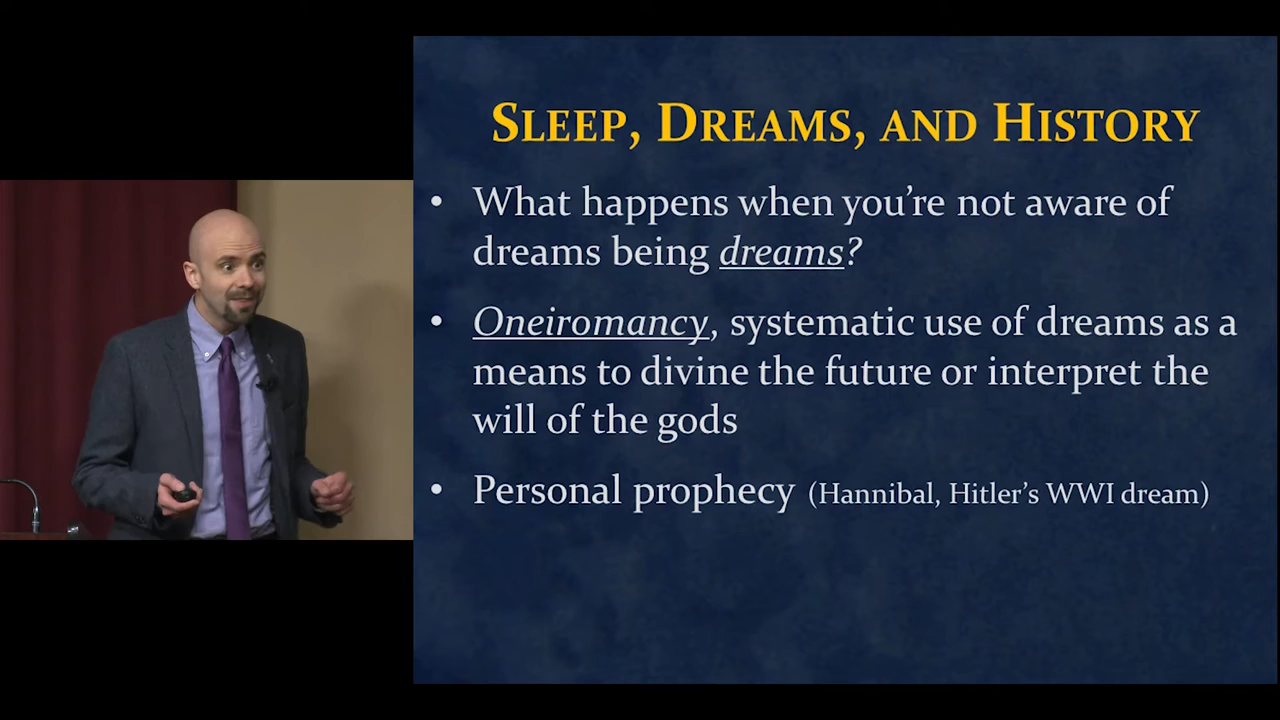 SLEEP, DREAMS, AND HISTORY
• What happens when you’re not aware of
dreams being dreams?
• Oneiromancy, systematic use of dreams as a
means to divine the future or interpret the
will of the gods
• Personal prophecy (Hannibal, Hitler’s WWI dream)